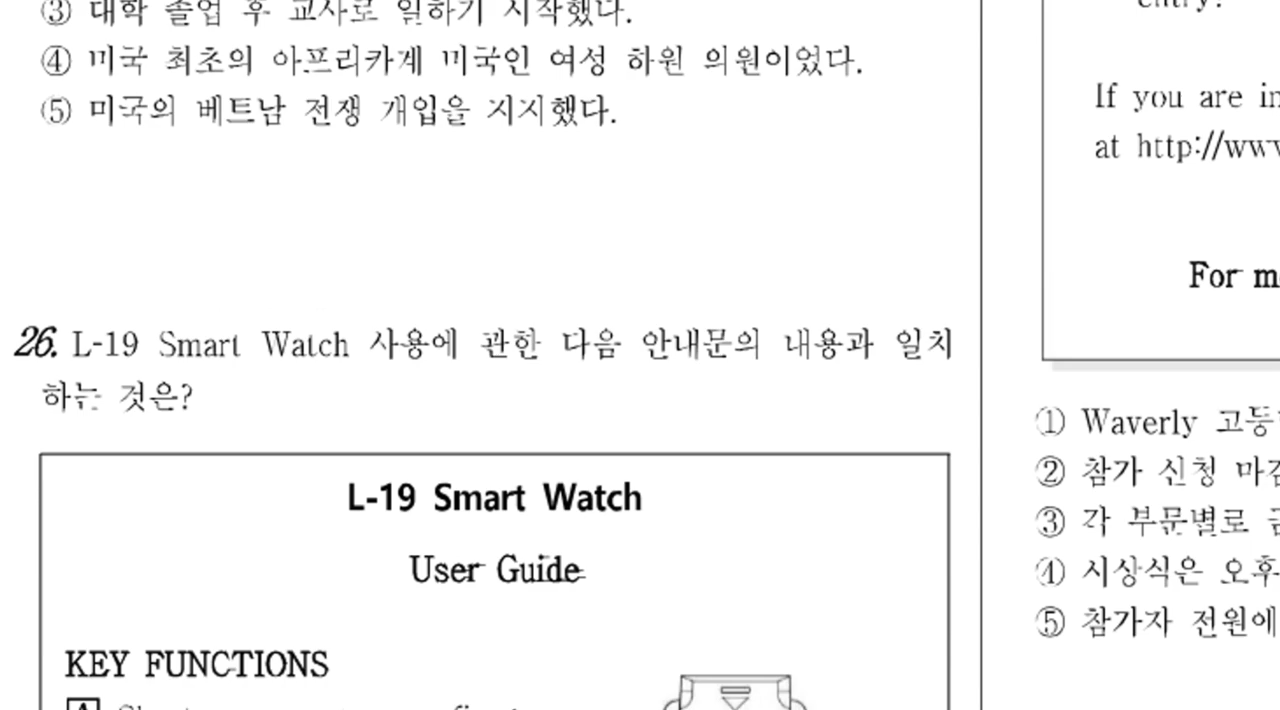 ③ 대학 졸업 후 교사로 일하기 시작했다.
④ 미국 최초의 아프리카계 미국인 여성 하원 의원이었다.
⑤ 미국의 베트남 전쟁 개입을 지지했다.
26. L-19 Smart Watch 사용에 관한 다음 안내문의 내용과 일치
하는 것은?
L-19 Smart Watch
User Guide
KEY FUNCTIONS
A
entry.
If you are
at http://www
For
① Waverly
② 참가 신청
③ 각 부문별로
④ 시상식은 오후
⑤ 참가자 전원에